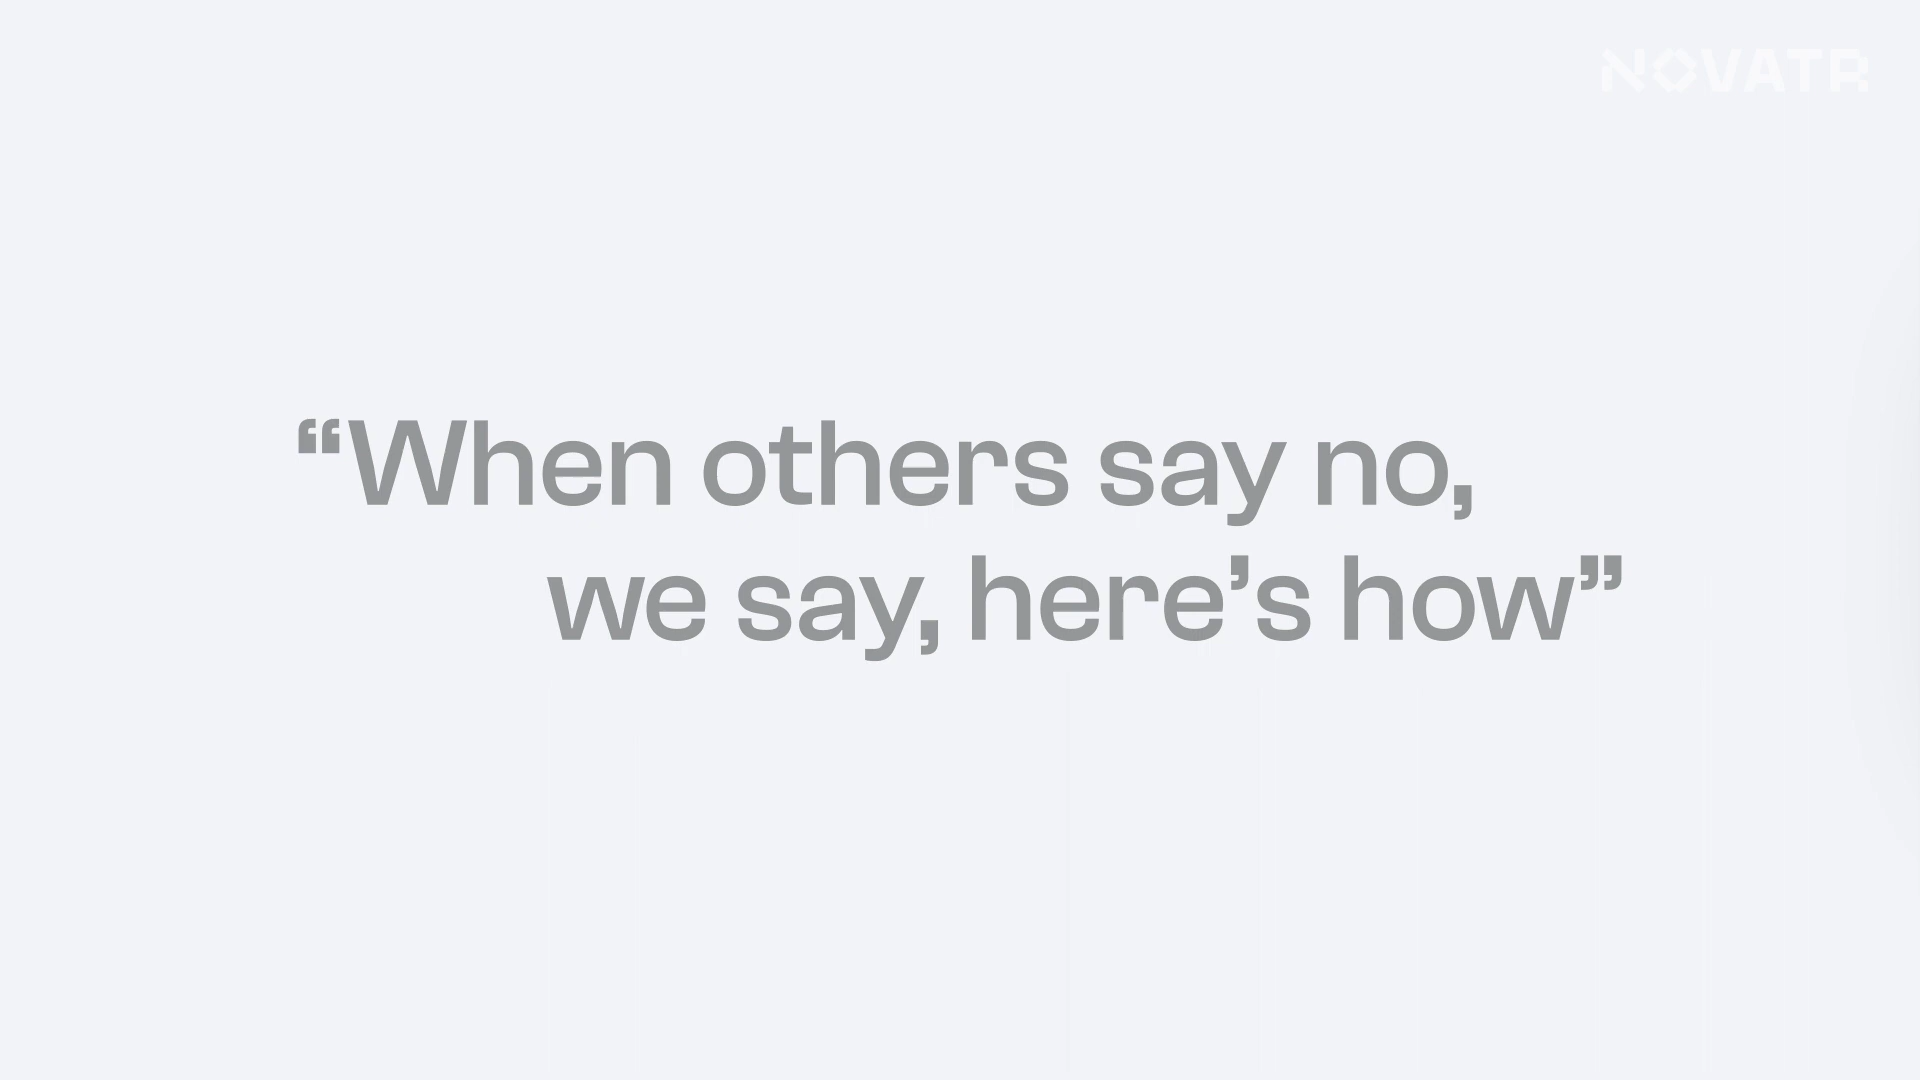 NOVATR
“When others say no,
we say, here’s how”